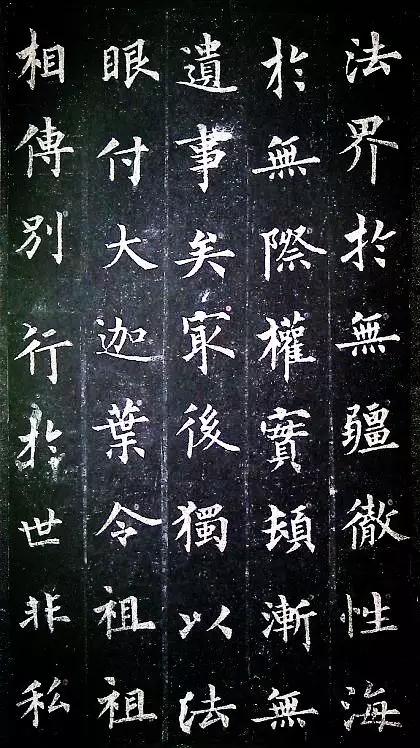 法界於無疆徹性海
於無際權實頓漸無
遺事矣㝡後獨以法
眼付大迦葉令祖祖
相傳別行於世非私